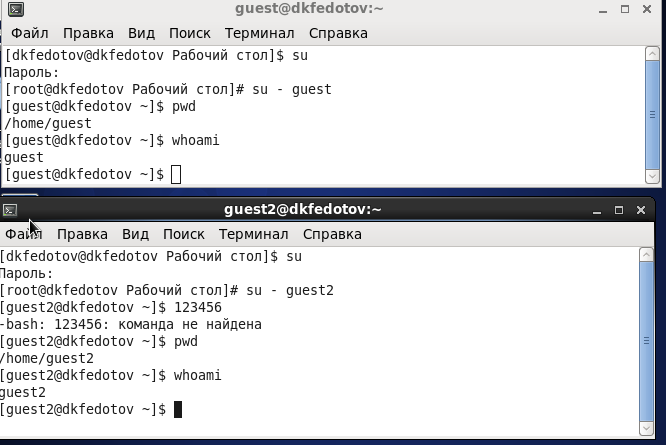 guest@dkfedotov:~
Файл Правка Вид Поиск Терминал Справка
[dkfedotov@dkfedotov Рабочий стол]$ su
Пароль:
[root@dkfedotov Рабочий стол]# su - guest
[guest@dkfedotov ~]$ pwd
/home/guest
[guest@dkfedotov ~]$ whoami
guest
[guest@dkfedotov ~]$
guest2@dkfedotov:~
Файл Правка Вид Поиск Терминал Справка
[dkfedotov@dkfedotov Рабочий стол]$ su
Пароль:
[root@dkfedotov Рабочий стол]# su - guest2
[guest2@dkfedotov ~]$ 123456
-bash: 123456: команда не найдена
[guest2@dkfedotov ~]$ pwd
/home/guest2
[guest2@dkfedotov ~]$ whoami
guest2
[guest2@dkfedotov ~]$